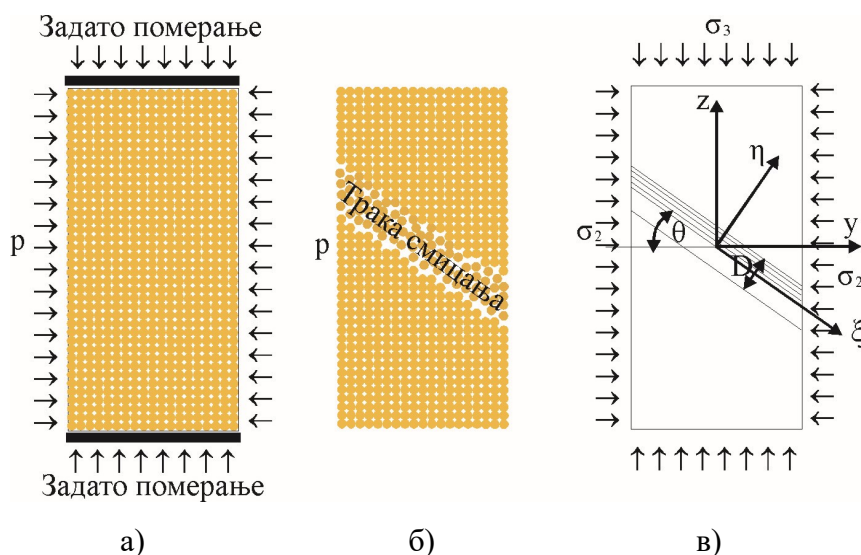 Задато померање
p
Задато померање
а)
p
Трака смицања
б)
σ3
z
η
σ2
θ
y
D
σ2
ξ
в)